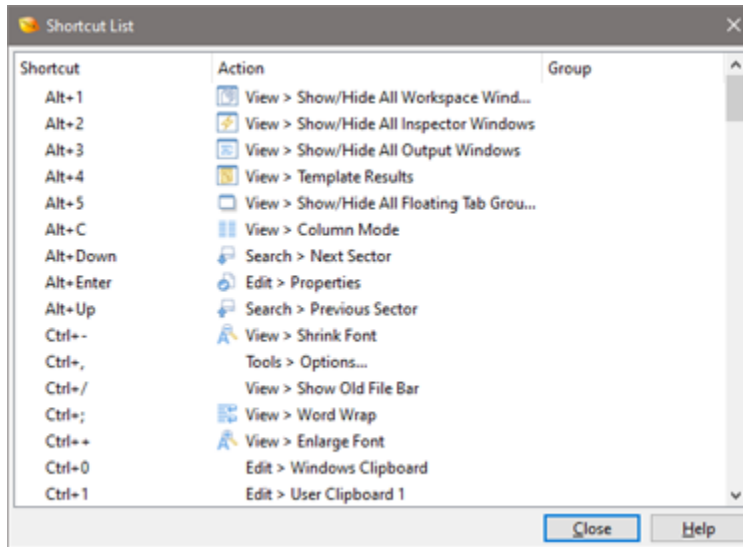 Shortcut List
Shortcut Action Group
Alt+1 View > Show/Hide All Workspace Wind...
Alt+2 View > Show/Hide All Inspector Windows
Alt+3 View > Show/Hide All Output Windows
Alt+4 View > Template Results
Alt+5 View > Show/Hide All Floating Tab Grou...
Alt+C View > Column Mode
Alt+Down Search > Next Sector
Alt+Enter Edit > Properties
Alt+Up Search > Previous Sector
Ctrl+- View > Shrink Font
Ctrl+, Tools > Options...
Ctrl+/ View > Show Old File Bar
Ctrl+; View > Word Wrap
Ctrl++ View > Enlarge Font
Ctrl+0 Edit > Windows Clipboard
Ctrl+1 Edit > User Clipboard 1
Close Help